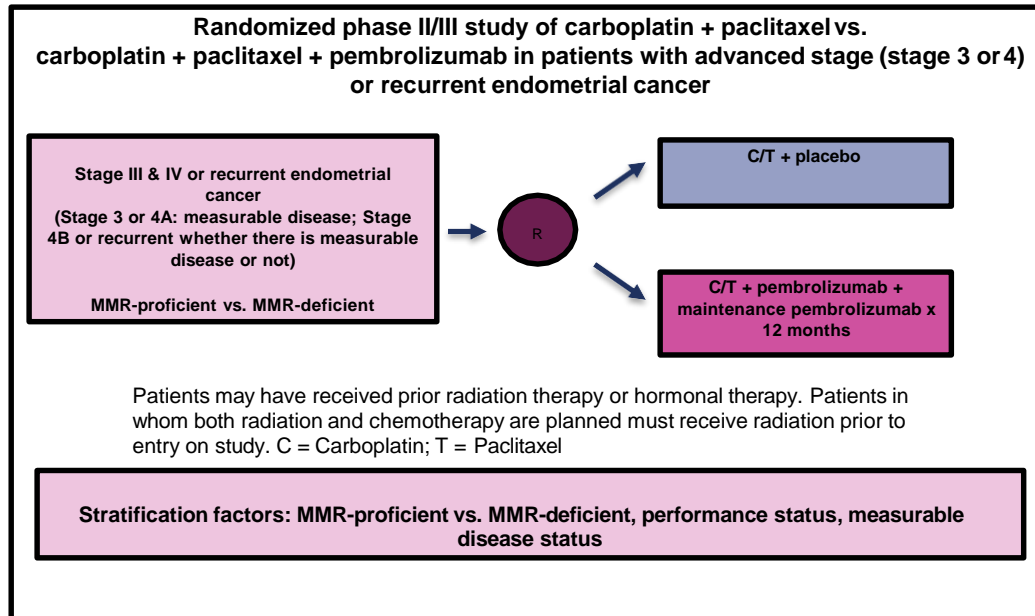 Randomized phase II/III study of carboplatin + paclitaxel vs.
carboplatin + paclitaxel + pembrolizumab in patients with advanced stage (stage 3 or 4)
or recurrent endometrial cancer
Stage III & IV or recurrent endometrial
cancer
(Stage 3 or 4A: measurable disease; Stage
4B or recurrent whether there is measurable
disease or not)
MMR-proficient vs. MMR-deficient
R
C/T + placebo
C/T + pembrolizumab +
maintenance pembrolizumab x
12 months
Patients may have received prior radiation therapy or hormonal therapy. Patients in
whom both radiation and chemotherapy are planned must receive radiation prior to
entry on study. C = Carboplatin; T = Paclitaxel
Stratification factors: MMR-proficient vs. MMR-deficient, performance status, measurable
disease status